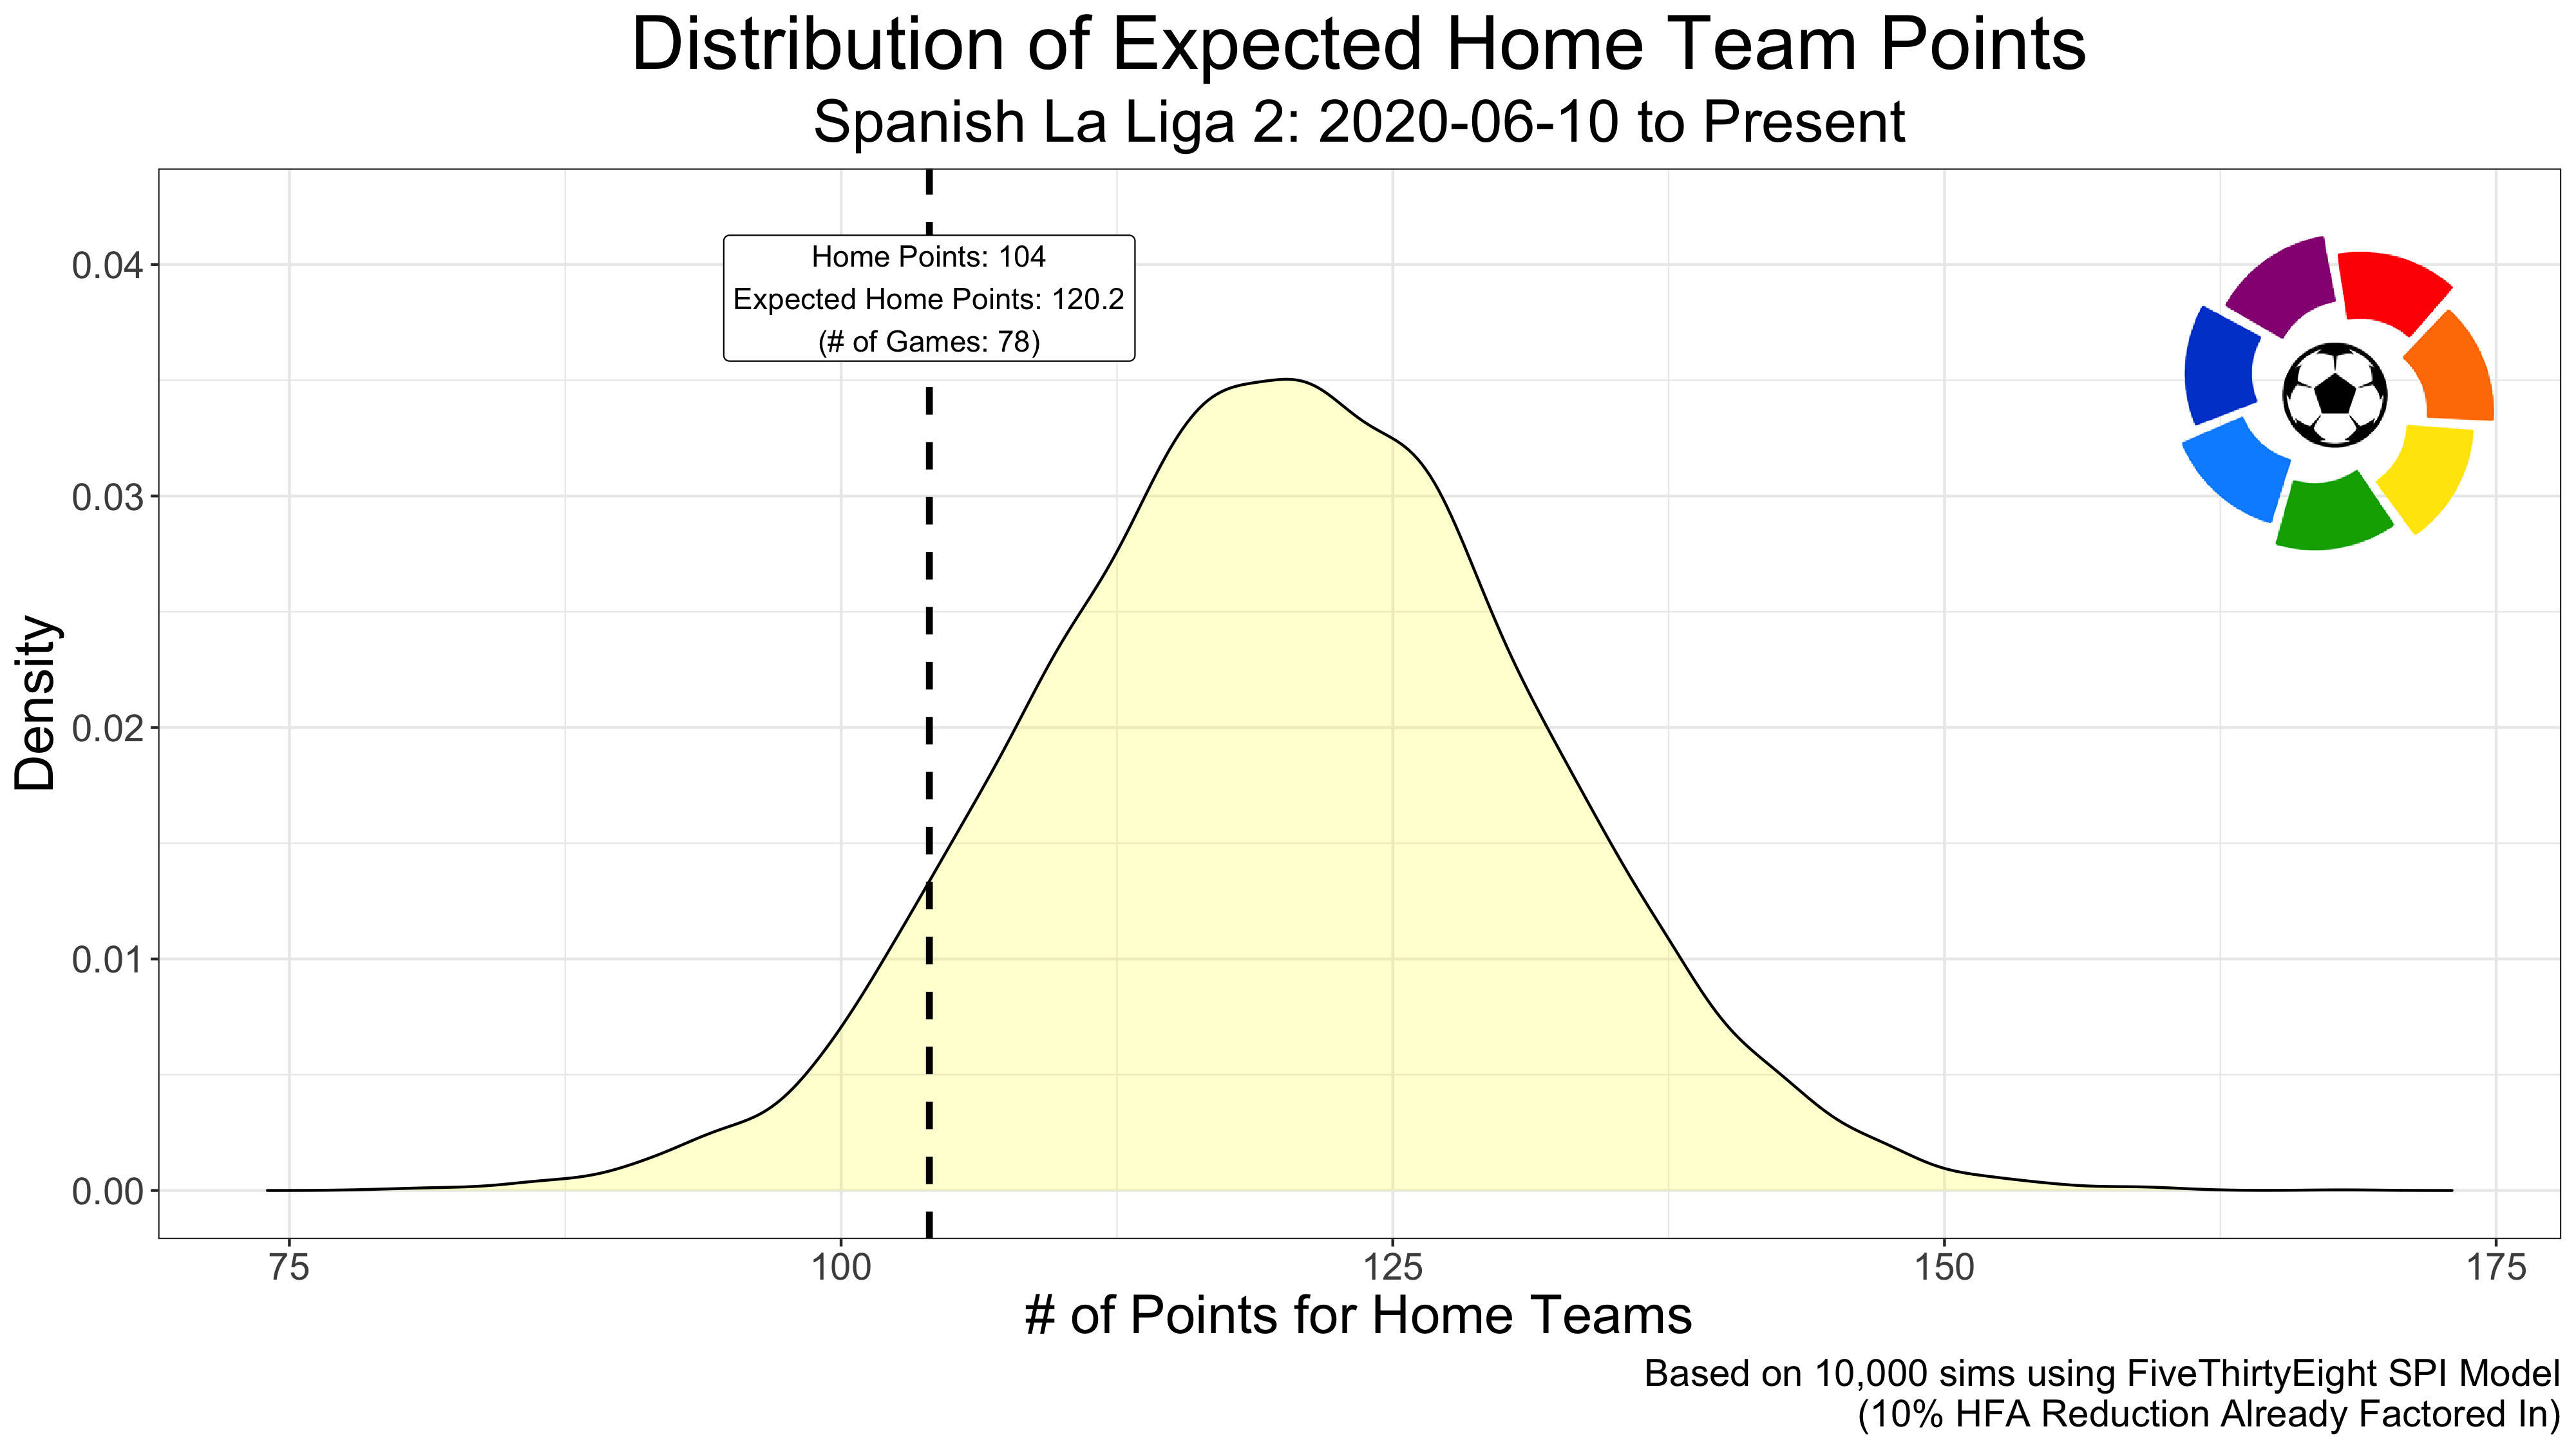 Distribution of Expected Home Team Points
Spanish La Liga 2: 2020-06-10 to Present
Home Points: 104
Expected Home Points: 120.2
(# of Games: 78)
0.04
0.03
0.02
0.01
0.00
Density
75 100 125 150 175
# of Points for Home Teams
Based on 10,000 sims using FiveThirtyEight SPI Model
(10% HFA Reduction Already Factored In)